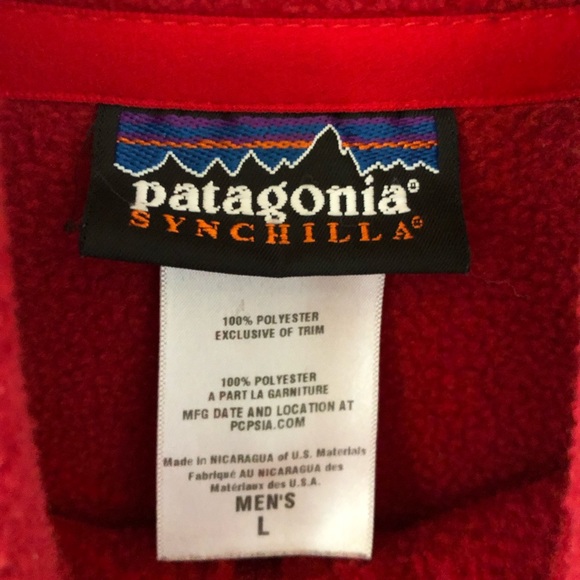 patagonia®
SYNCHILLA®
100% POLYESTER
EXCLUSIVE OF TRIM
100% POLYESTER
A PART LA GARNITURE
MFG DATE AND LOCATION AT
PCPSIA.COM
Made in NICARAGUA of U.S. Materials
Fabriqué AU NICARAGUA des
Matériaux des U.S.A.
MEN'S
L